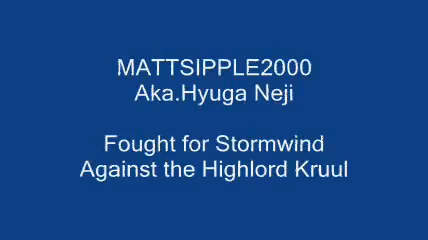 MATTSIPPLE2000
Aka.Hyuga Neji
Fought for Stormwind
Against the Highlord Kruul